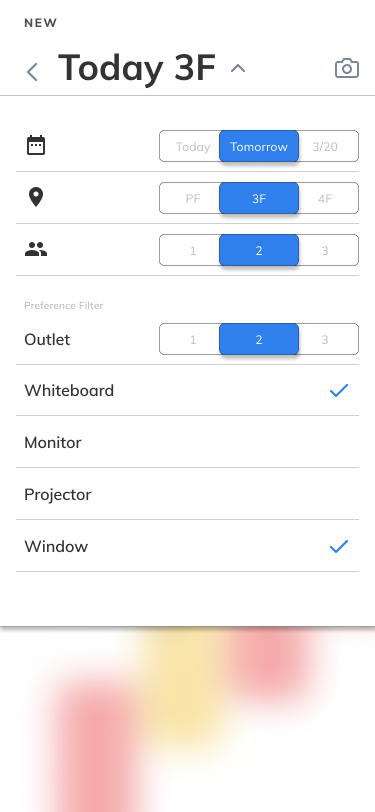 NEW
Today 3F
Today Tomorrow 3/20
PF 3F 4F
1 2 3
Preference Filter
Outlet 1 2 3
Whiteboard
Monitor
Projector
Window